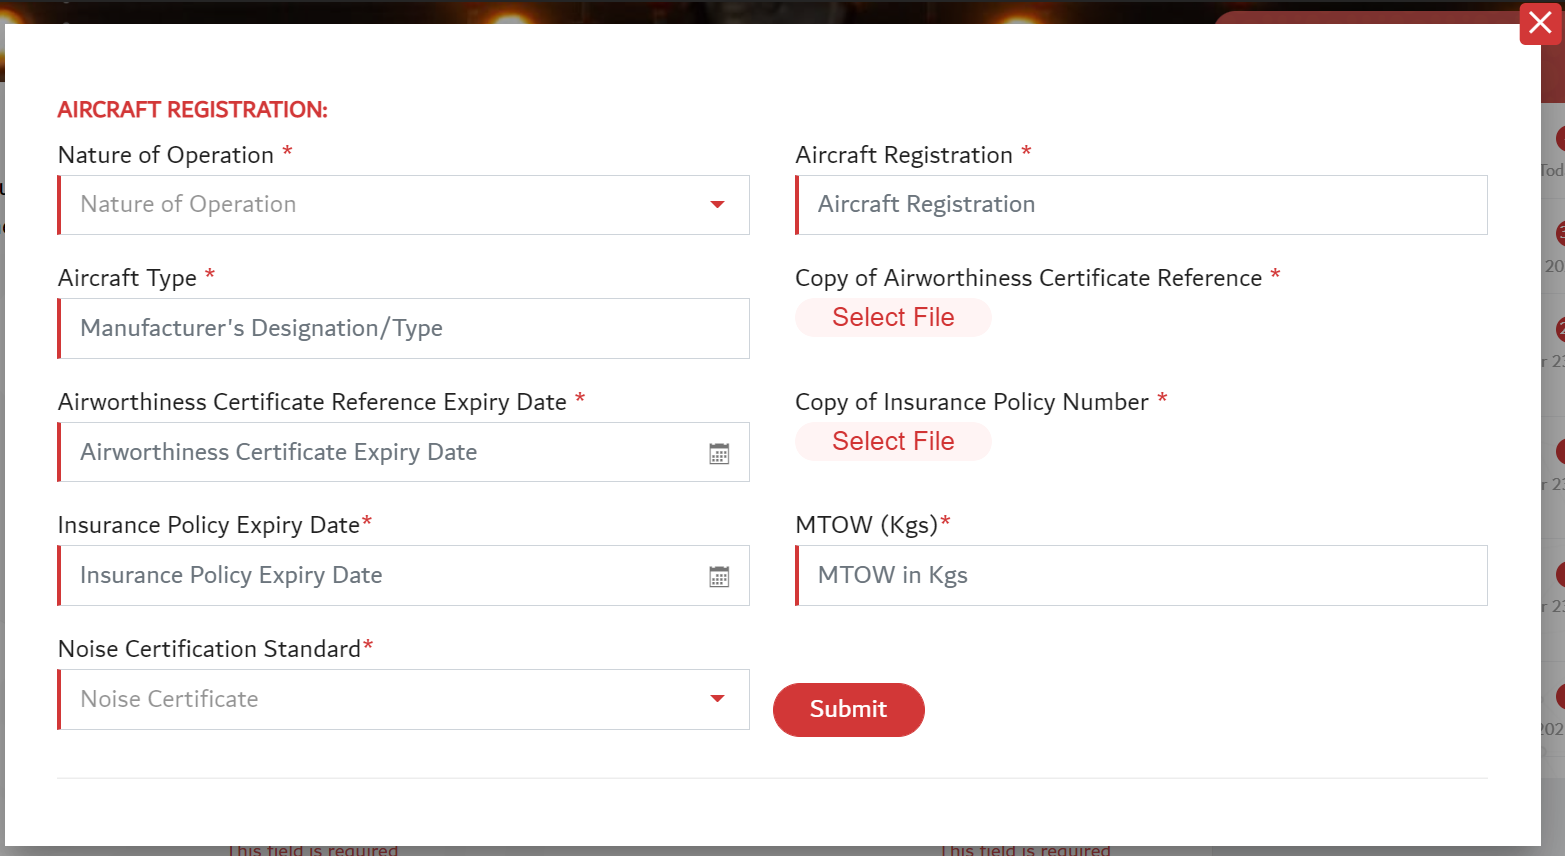 AIRCRAFT REGISTRATION:
Nature of Operation *
Aircraft Registration *
Nature of Operation
Aircraft Registration
Aircraft Type *
Copy of Airworthiness Certificate Reference *
Manufacturer's Designation/Type
Select File
Airworthiness Certificate Reference Expiry Date *
Copy of Insurance Policy Number *
Airworthiness Certificate Expiry Date
Select File
Insurance Policy Expiry Date*
MTOW (Kgs)*
Insurance Policy Expiry Date
MTOW in Kgs
Noise Certification Standard*
Noise Certificate
Submit
This field is required
This field is required